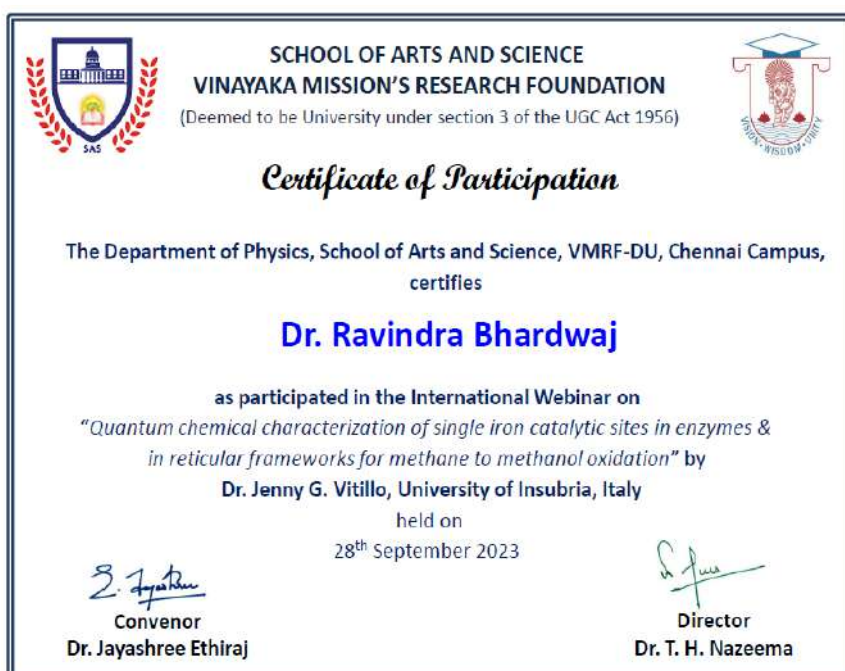 SCHOOL OF ARTS AND SCIENCE
VINAYAKA MISSION'S RESEARCH FOUNDATION
(Deemed to be University under section 3 of the UGC Act 1956)
SAS
VISION - WISDOM - UNITY
Certificate of Participation
The Department of Physics, School of Arts and Science, VMRF-DU, Chennai Campus,
certifies
Dr. Ravindra Bhardwaj
as participated in the International Webinar on
"Quantum chemical characterization of single iron catalytic sites in enzymes &
in reticular frameworks for methane to methanol oxidation" by
Dr. Jenny G. Vitillo, University of Insubria, Italy
held on
28th September 2023
Convenor
Dr. Jayashree Ethiraj
Director
Dr. T. H. Nazeema